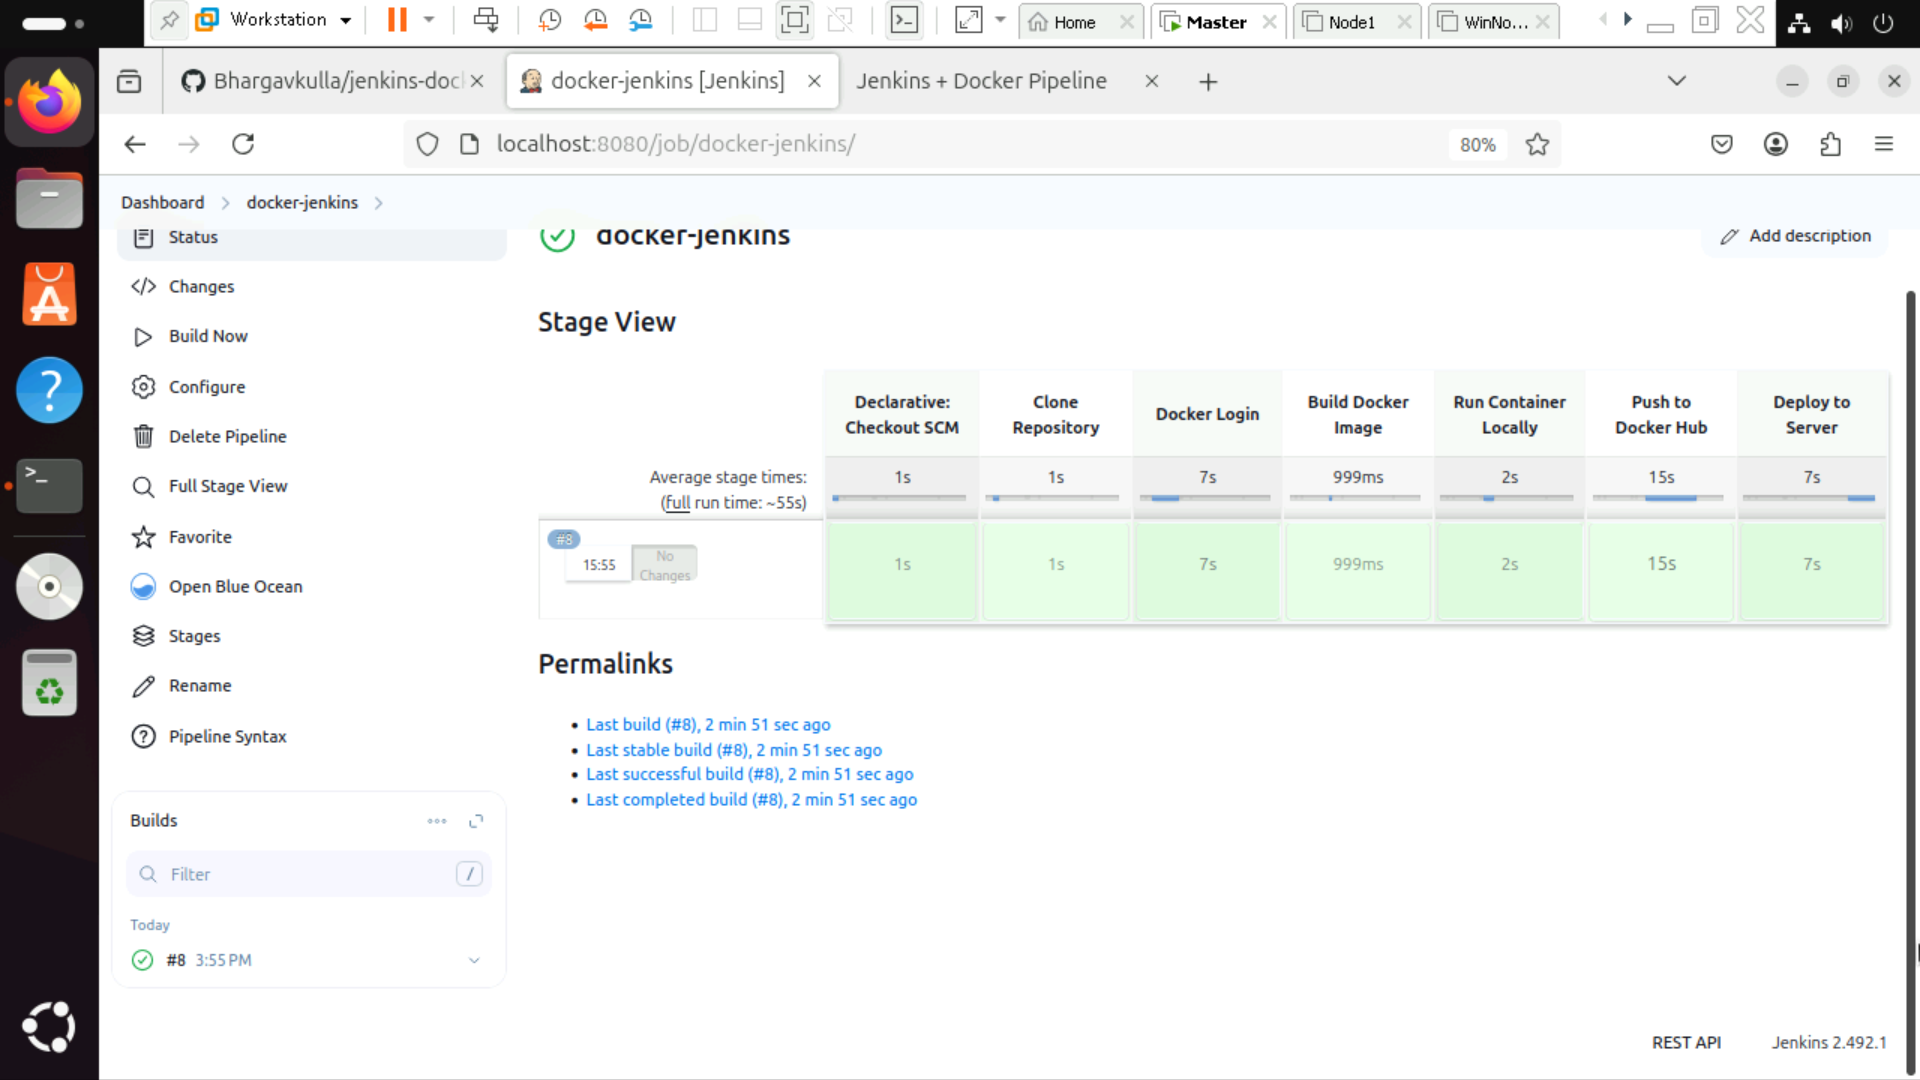 Workstation
Home
Master
Node1
WinNo...
Bhargavkulla/jenkins-doc
docker-jenkins [Jenkins]
Jenkins + Docker Pipeline
localhost:8080/job/docker-jenkins/
80%
Dashboard
docker-jenkins
Status
Changes
Build Now
Configure
Delete Pipeline
Full Stage View
Favorite
Open Blue Ocean
Stages
Rename
Pipeline Syntax
Builds
Filter
/
Today
#8 3:55 PM
docker-jenkins
Add description
Stage View
Declarative: Checkout SCM
Clone Repository
Docker Login
Build Docker Image
Run Container Locally
Push to Docker Hub
Deploy to Server
Average stage times:
(full run time: ~55s)
1s
1s
7s
999ms
2s
15s
7s
#8
15:55
No Changes
1s
1s
7s
999ms
2s
15s
7s
Permalinks
Last build (#8), 2 min 51 sec ago
Last stable build (#8), 2 min 51 sec ago
Last successful build (#8), 2 min 51 sec ago
Last completed build (#8), 2 min 51 sec ago
REST API
Jenkins 2.492.1